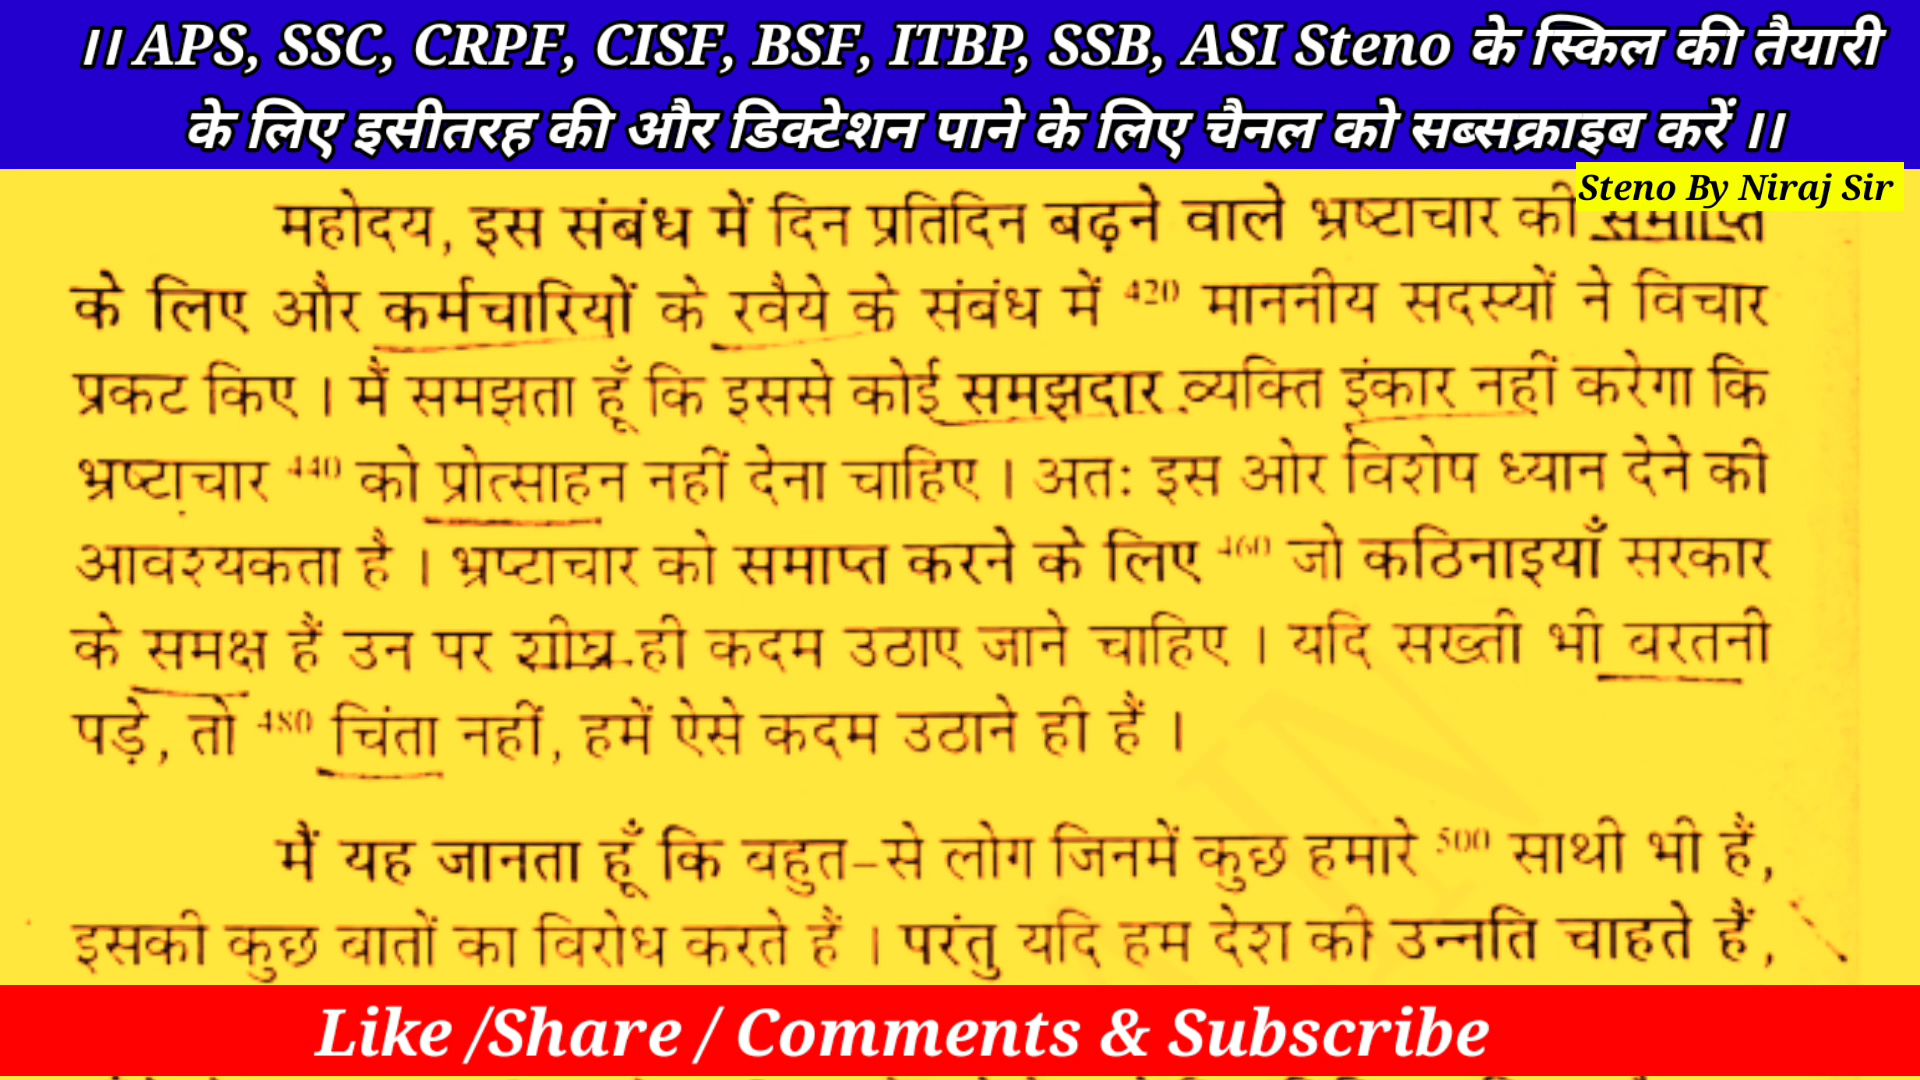 ।। APS, SSC, CRPF, CISF, BSF, ITBP, SSB, ASI Steno के स्किल की तैयारी
के लिए इसीतरह की और डिक्टेशन पाने के लिए चैनल को सब्सक्राइब करें ।।
Steno By Niraj Sir
महोदय, इस संबंध में दिन प्रतिदिन बढ़ने वाले भ्रष्टाचार की समाप्ति
के लिए और कर्मचारियों के रवैये के संबंध में 420 माननीय सदस्यों ने विचार
प्रकट किए । मैं समझता हूँ कि इससे कोई समझदार व्यक्ति इंकार नहीं करेगा कि
भ्रष्टाचार 440 को प्रोत्साहन नहीं देना चाहिए । अतः इस ओर विशेष ध्यान देने की
आवश्यकता है । भ्रष्टाचार को समाप्त करने के लिए 460 जो कठिनाइयाँ सरकार
के समक्ष हैं उन पर शीघ्र ही कदम उठाए जाने चाहिए । यदि सख्ती भी बरतनी
पड़े, तो 480 चिंता नहीं, हमें ऐसे कदम उठाने ही हैं ।
मैं यह जानता हूँ कि बहुत-से लोग जिनमें कुछ हमारे 500 साथी भी हैं,
इसकी कुछ बातों का विरोध करते हैं । परंतु यदि हम देश की उन्नति चाहते हैं,
Like /Share / Comments & Subscribe